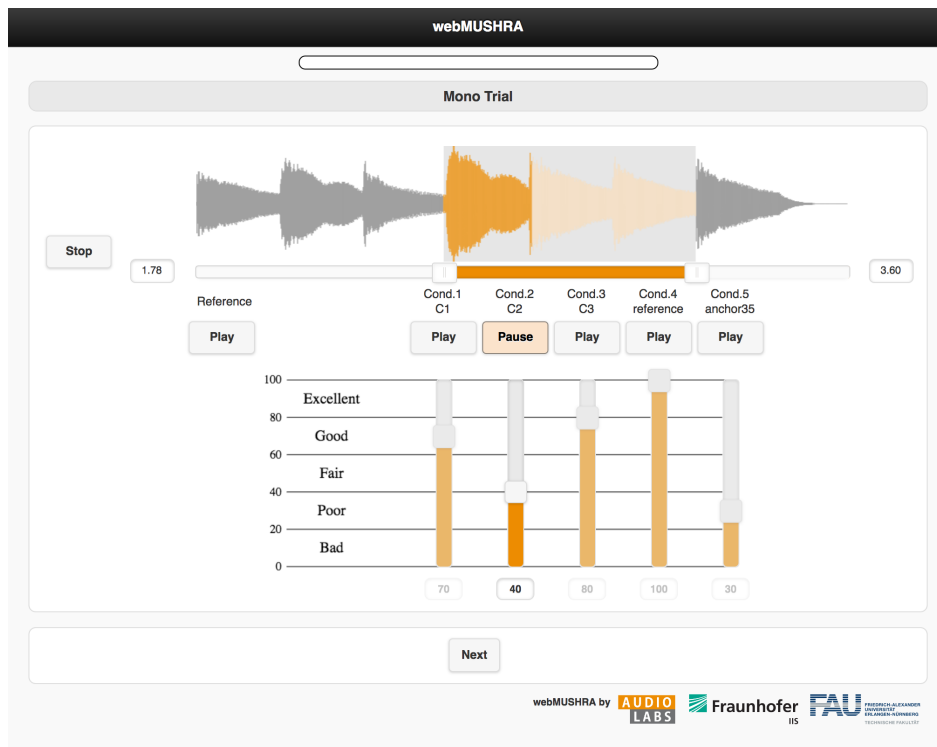 webMUSHRA
Mono Trial
Stop
1.78
3.60
Reference
Cond.1
C1
Cond.2
C2
Cond.3
C3
Cond.4
reference
Cond.5
anchor35
Play
Play
Pause
Play
Play
Play
100
Excellent
80
Good
60
Fair
40
Poor
20
Bad
0
70
40
80
100
30
Next
webMUSHRA by
AUDIO
LABS
Fraunhofer
IIS
FAU
FRIEDRICH-ALEXANDER
UNIVERSITÄT
ERLANGEN-NÜRNBERG
TECHNISCHE FAKULTÄT